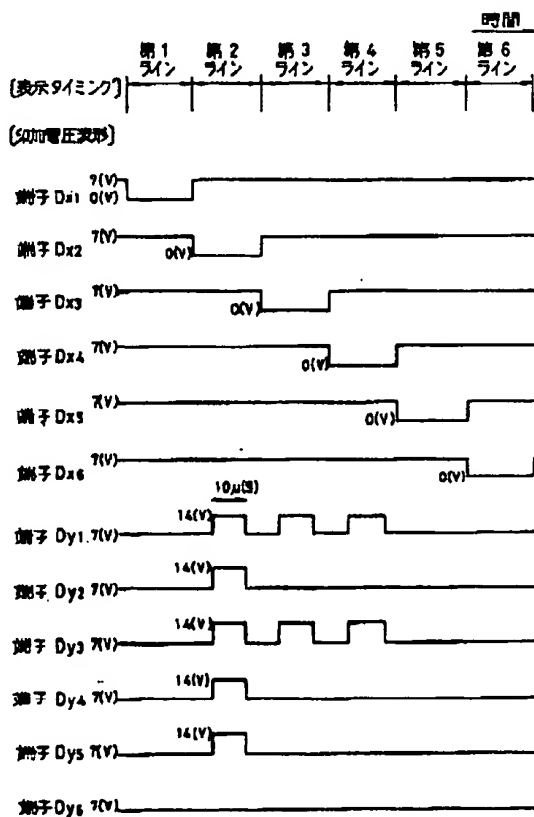 時間
第1 第2 第3 第4 第5 第6
ライン ライン ライン ライン ライン ライン
[表示タイミング]
[印加電圧波形]
7(V)
端子 Dx1 0(V)
7(V)
端子 Dx2 0(V)
7(V)
端子 Dx3 0(V)
7(V)
端子 Dx4 0(V)
7(V)
端子 Dx5 0(V)
7(V)
端子 Dx6 0(V)
10μ(S)
14(V)
端子 Dy1. 7(V)
14(V)
端子 Dy2 7(V)
14(V)
端子 Dy3 7(V)
14(V)
端子 Dy4 7(V)
14(V)
端子 Dy5 7(V)
端子 Dy6 7(V)